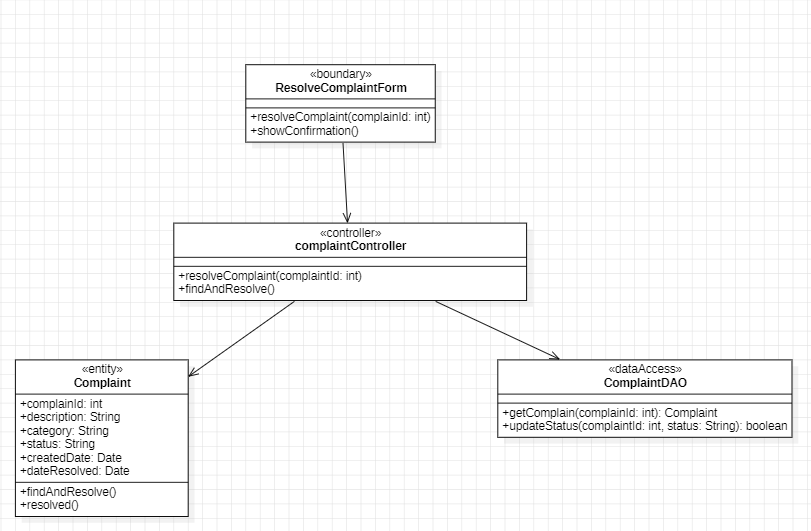 «boundary»
ResolveComplaintForm
+resolveComplaint(complainId: int)
+showConfirmation()
«controller»
complaintController
+resolveComplaint(complaintId: int)
+findAndResolve()
«entity»
Complaint
+complainId: int
+description: String
+category: String
+status: String
+createdDate: Date
+dateResolved: Date
+findAndResolve()
+resolved()
«dataAccess»
ComplaintDAO
+getComplain(complainId: int): Complaint
+updateStatus(complaintId: int, status: String): boolean